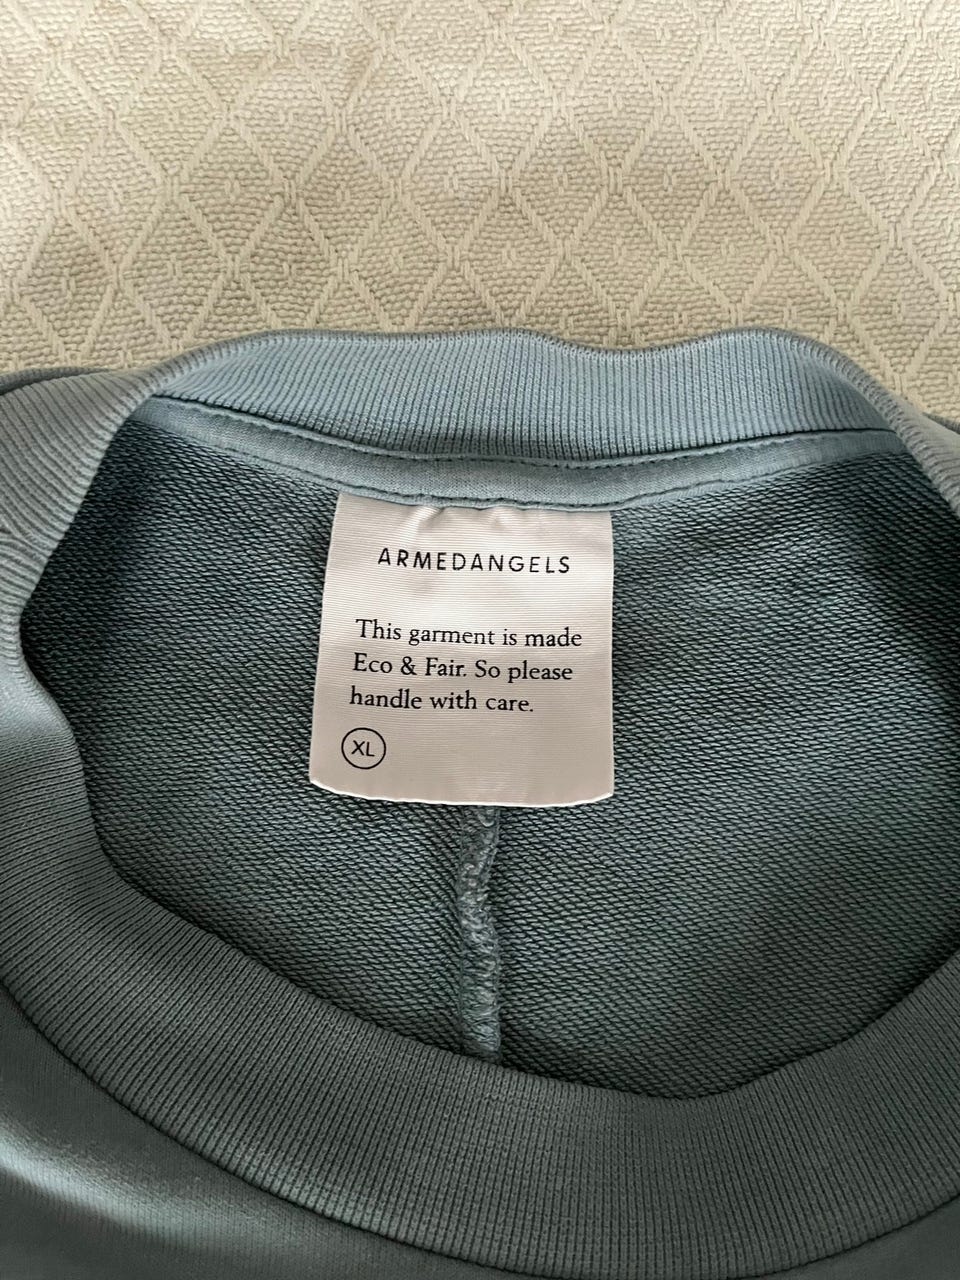 ARMEDANGELS
This garment is made
Eco & Fair. So please
handle with care.
XL